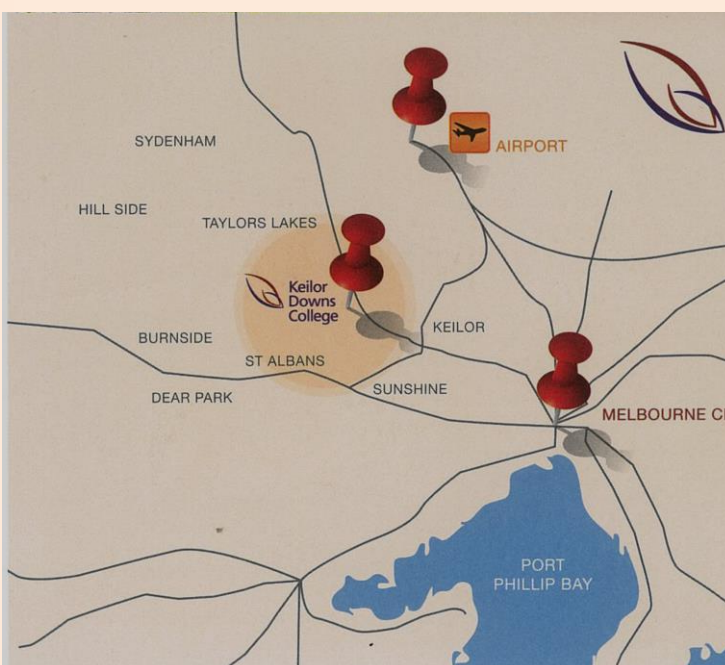 AIRPORT
SYDENHAM
HILL SIDE
TAYLORS LAKES
Keilor
Downs
College
KEILOR
BURNSIDE
ST ALBANS
SUNSHINE
DEAR PARK
MELBOURNE CI
PORT
PHILLIP BAY